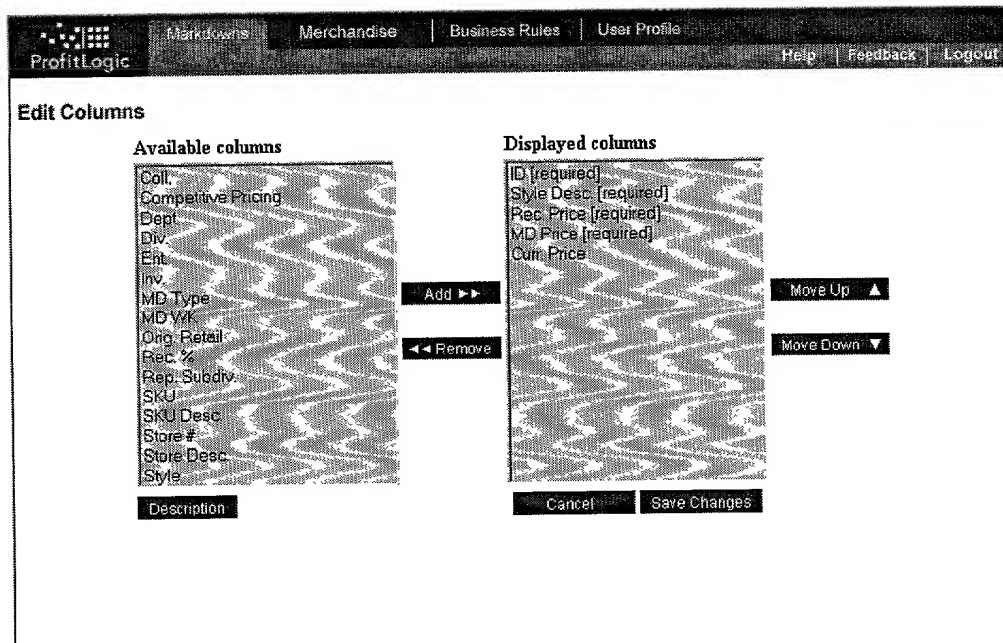 Markdowns Merchandise Business Rules User Profile
ProfitLogic Help Feedback Logout
Edit Columns
Available columns Displayed columns
Coll. ID [required]
Competitive Pricing Style Desc. [required]
Dept. Rec. Price [required]
Div. MD Price [required]
Ent. Curr. Price
Inv.
MD Type Add ►► Move Up ▲
MD WK
Orig. Retail
Rec. % ◄◄ Remove Move Down ▼
Rep. Subdiv.
SKU
SKU Desc.
Store #
Store Desc.
Style
Description Cancel Save Changes